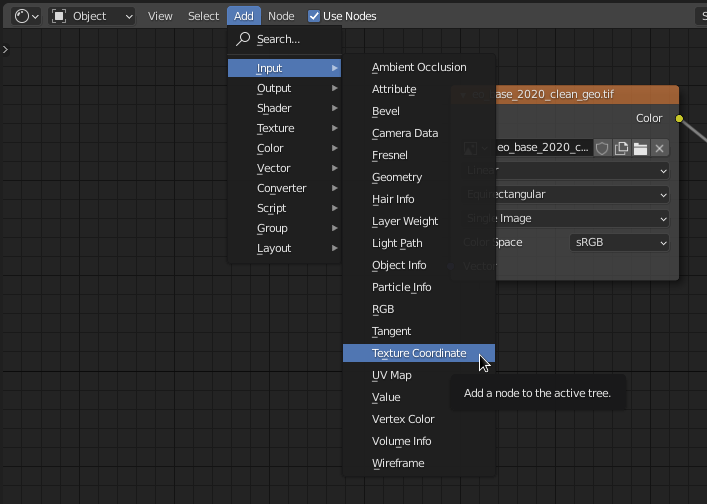 Object View Select Add Node Use Nodes S
Search...
Input
Output
Shader
Texture
Color
Vector
Converter
Script
Group
Layout
Ambient Occlusion
Attribute
Bevel
Camera Data
Fresnel
Geometry
Hair Info
Layer Weight
Light Path
Object Info
Particle Info
RGB
Tangent
Texture Coordinate
UV Map
Value
Vertex Color
Volume Info
Wireframe
Add a node to the active tree.
base_2020_clean_geo.tif
Color
eo_base_2020_c...
Linear
Equirectangular
Single Image
Color Space sRGB
Vector